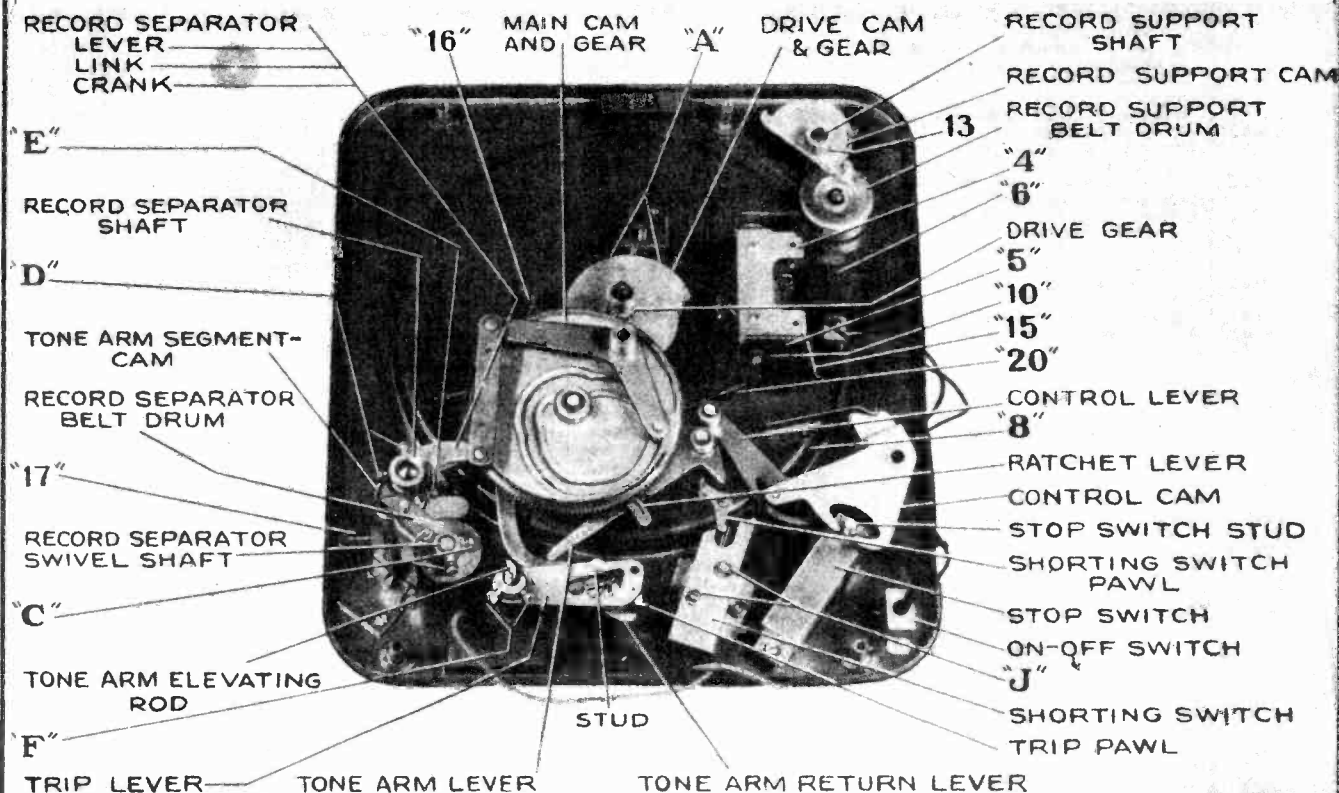 RECORD SEPARATOR
LEVER
LINK
CRANK
"16"
MAIN CAM
AND GEAR
"A"
DRIVE CAM
& GEAR
RECORD SUPPORT
SHAFT
RECORD SUPPORT CAM
13
RECORD SUPPORT
BELT DRUM
"4"
"6"
DRIVE GEAR
"5"
"10"
"15"
"20"
CONTROL LEVER
"8"
RATCHET LEVER
CONTROL CAM
STOP SWITCH STUD
SHORTING SWITCH
PAWL
STOP SWITCH
ON-OFF SWITCH
"J"
SHORTING SWITCH
TRIP PAWL
"E"
RECORD SEPARATOR
SHAFT
"D"
TONE ARM SEGMENT-
CAM
RECORD SEPARATOR
BELT DRUM
"17"
RECORD SEPARATOR
SWIVEL SHAFT
"C"
TONE ARM ELEVATING
ROD
"F"
TRIP LEVER
TONE ARM LEVER
STUD
TONE ARM RETURN LEVER